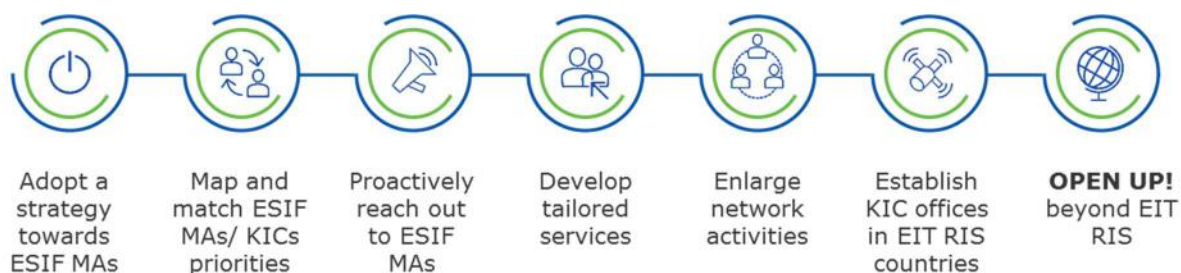 Adopt a
strategy
towards
ESIF MAs
Map and
match ESIF
MAs/ KICs
priorities
Proactively
reach out
to ESIF
MAs
Develop
tailored
services
Enlarge
network
activities
Establish
KIC offices
in EIT RIS
countries
OPEN UP!
beyond EIT
RIS